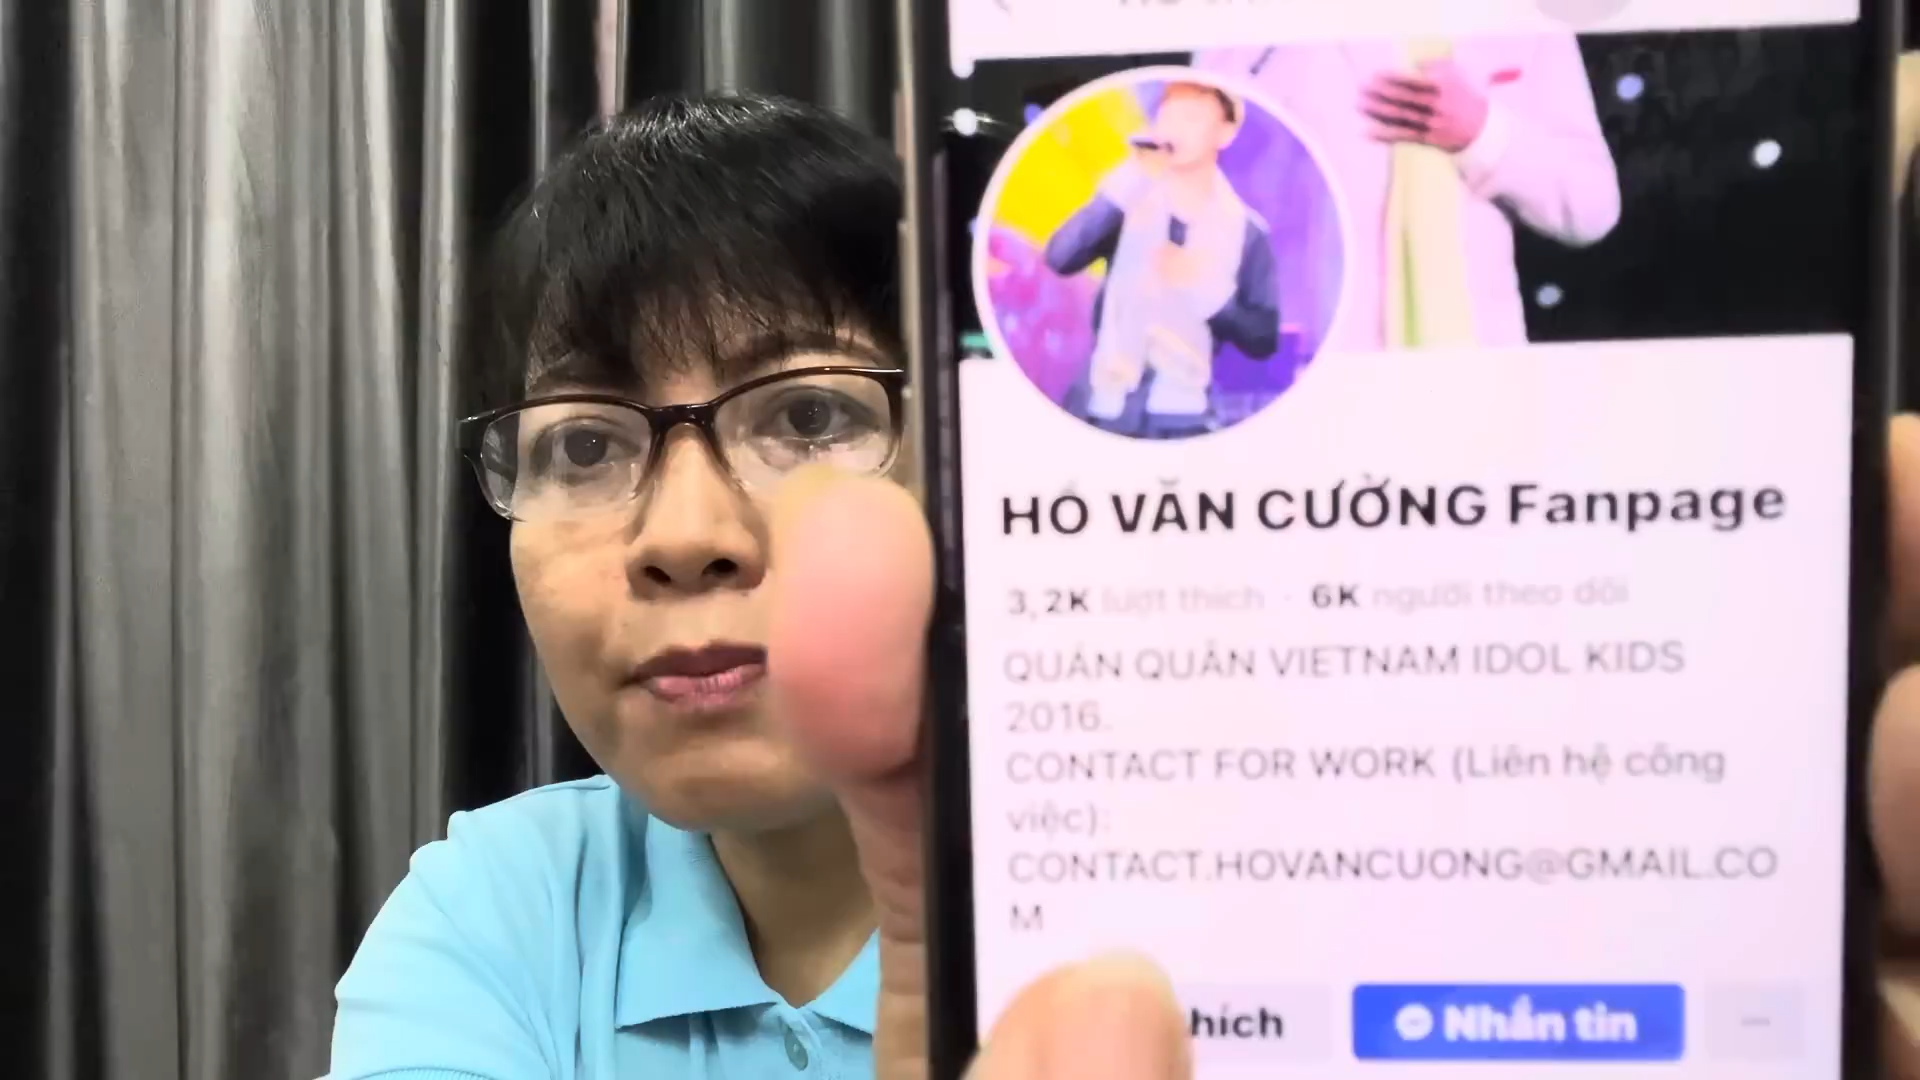 HỒ VĂN CƯỜNG Fanpage
3,2K lượt thích · 6K người theo dõi
QUÁN QUÂN VIETNAM IDOL KIDS
2016.
CONTACT FOR WORK (Liên hệ công
việc):
CONTACT.HOVANCUONG@GMAIL.CO
M
hích
Nhắn tin